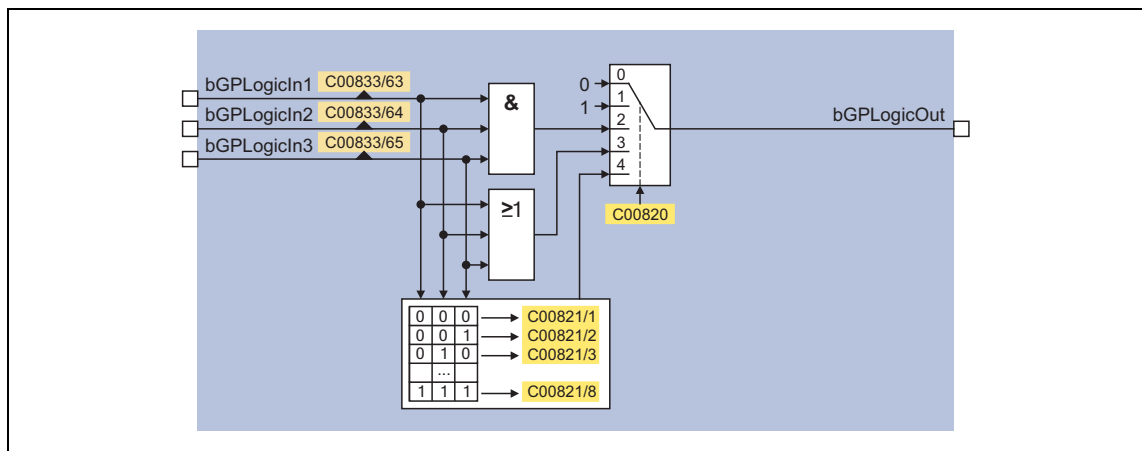 bGPLogicIn1 C00833/63
bGPLogicIn2 C00833/64
bGPLogicIn3 C00833/65
&
≥1
0 0
1 1
2
3
4
C00820
bGPLogicOut
0 0 0 C00821/1
0 0 1 C00821/2
0 1 0 C00821/3
...
1 1 1 C00821/8